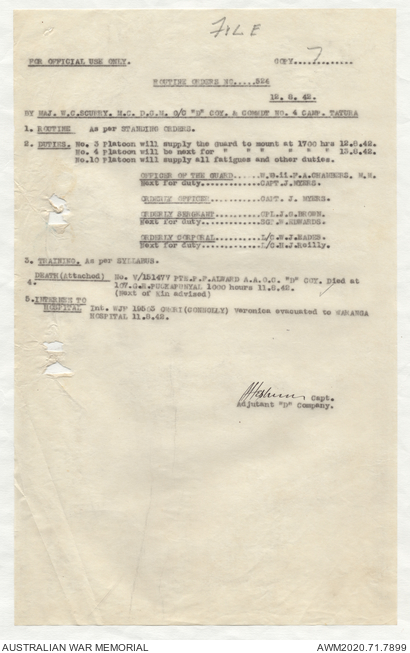 FILE
FOR OFFICIAL USE ONLY. COPY 7
ROUTINE ORDERS NO. 324
12.8.42.
BY MAJ. W.C.SCURRY. M.C. D.C.M. O/C "D" COY. & COMMDT NO. 4 CAMP. TATURA
1. ROUTINE As per STANDING ORDERS.
2. DUTIES. No. 3 Platoon will supply the guard to mount at 1700 hrs 12.8.42.
No. 4 Platoon will be next for " " " " " 13.8.42.
No.10 Platoon will supply all fatigues and other duties.
OFFICER OF THE GUARD......W.O.ii.F.A.CHAMBERS. M.M.
Next for duty..............CAPT.J.MYERS.
ORDERLY OFFICER............CAPT. J. MYERS.
ORDERLY SERGEANT...........CPL.J.G.BROWN.
Next for duty..............SGT.W.EDWARDS.
ORDERLY CORPORAL...........L/C.W.J.EADES.
Next for duty..............L/C.M.J.Reilly.
3. TRAINING. As per SYLLABUS.
DEATH(Attached) No. V/151477 PTE.F.F.ALWARD A.A.O.C. "D" COY. Died at
4. 107.G.H.PUCKAPUNYAL 1000 hours 11.8.42.
(Next of Kin advised)
5.INTERNEE TO
HOSPITAL Int. WJF (CONNOLLY) Veronica evacuated to WARANGA
HOSPITAL 11.8.42.
Capt.
Adjutant "D" Company.
AUSTRALIAN WAR MEMORIAL AWM2020.71.7899